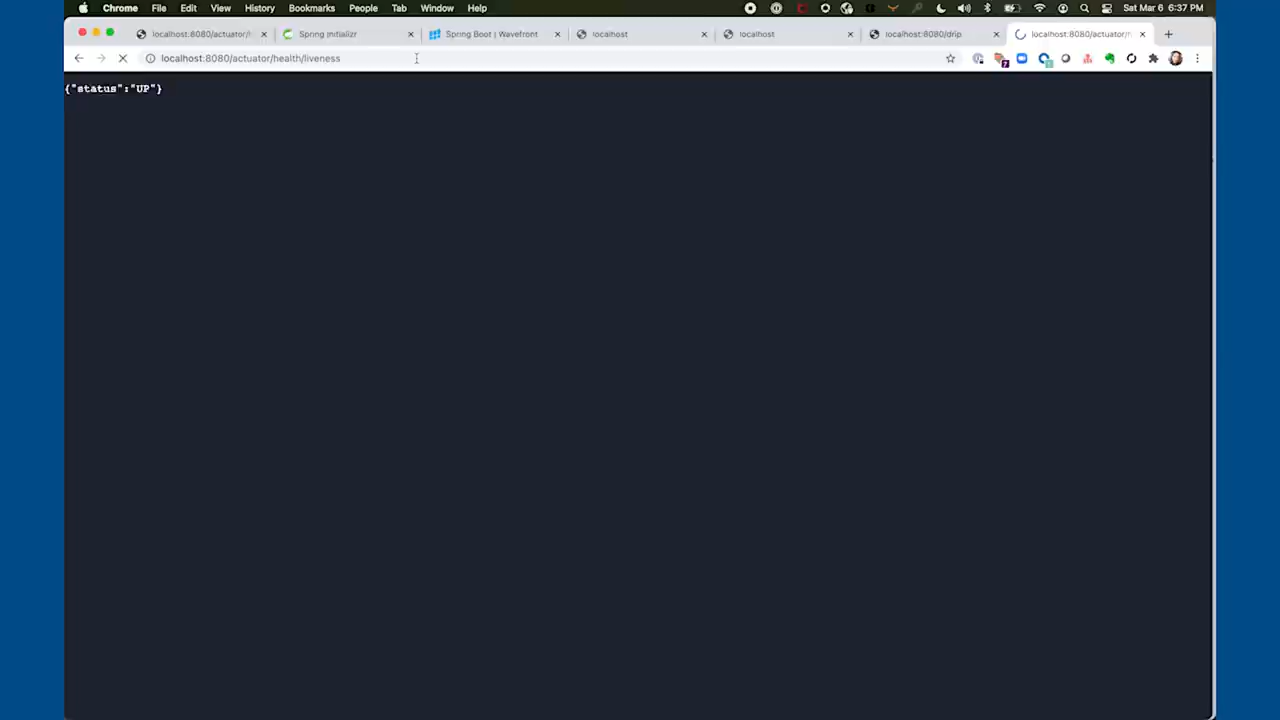 Chrome File Edit View History Bookmarks People Tab Window Help Sat Mar 6 6:37 PM
localhost:8080/actuator/ Spring Initializr Spring Boot | Wavefront localhost localhost localhost:8080/drip localhost:8080/actuator/
localhost:8080/actuator/health/liveness
{"status":"UP"}